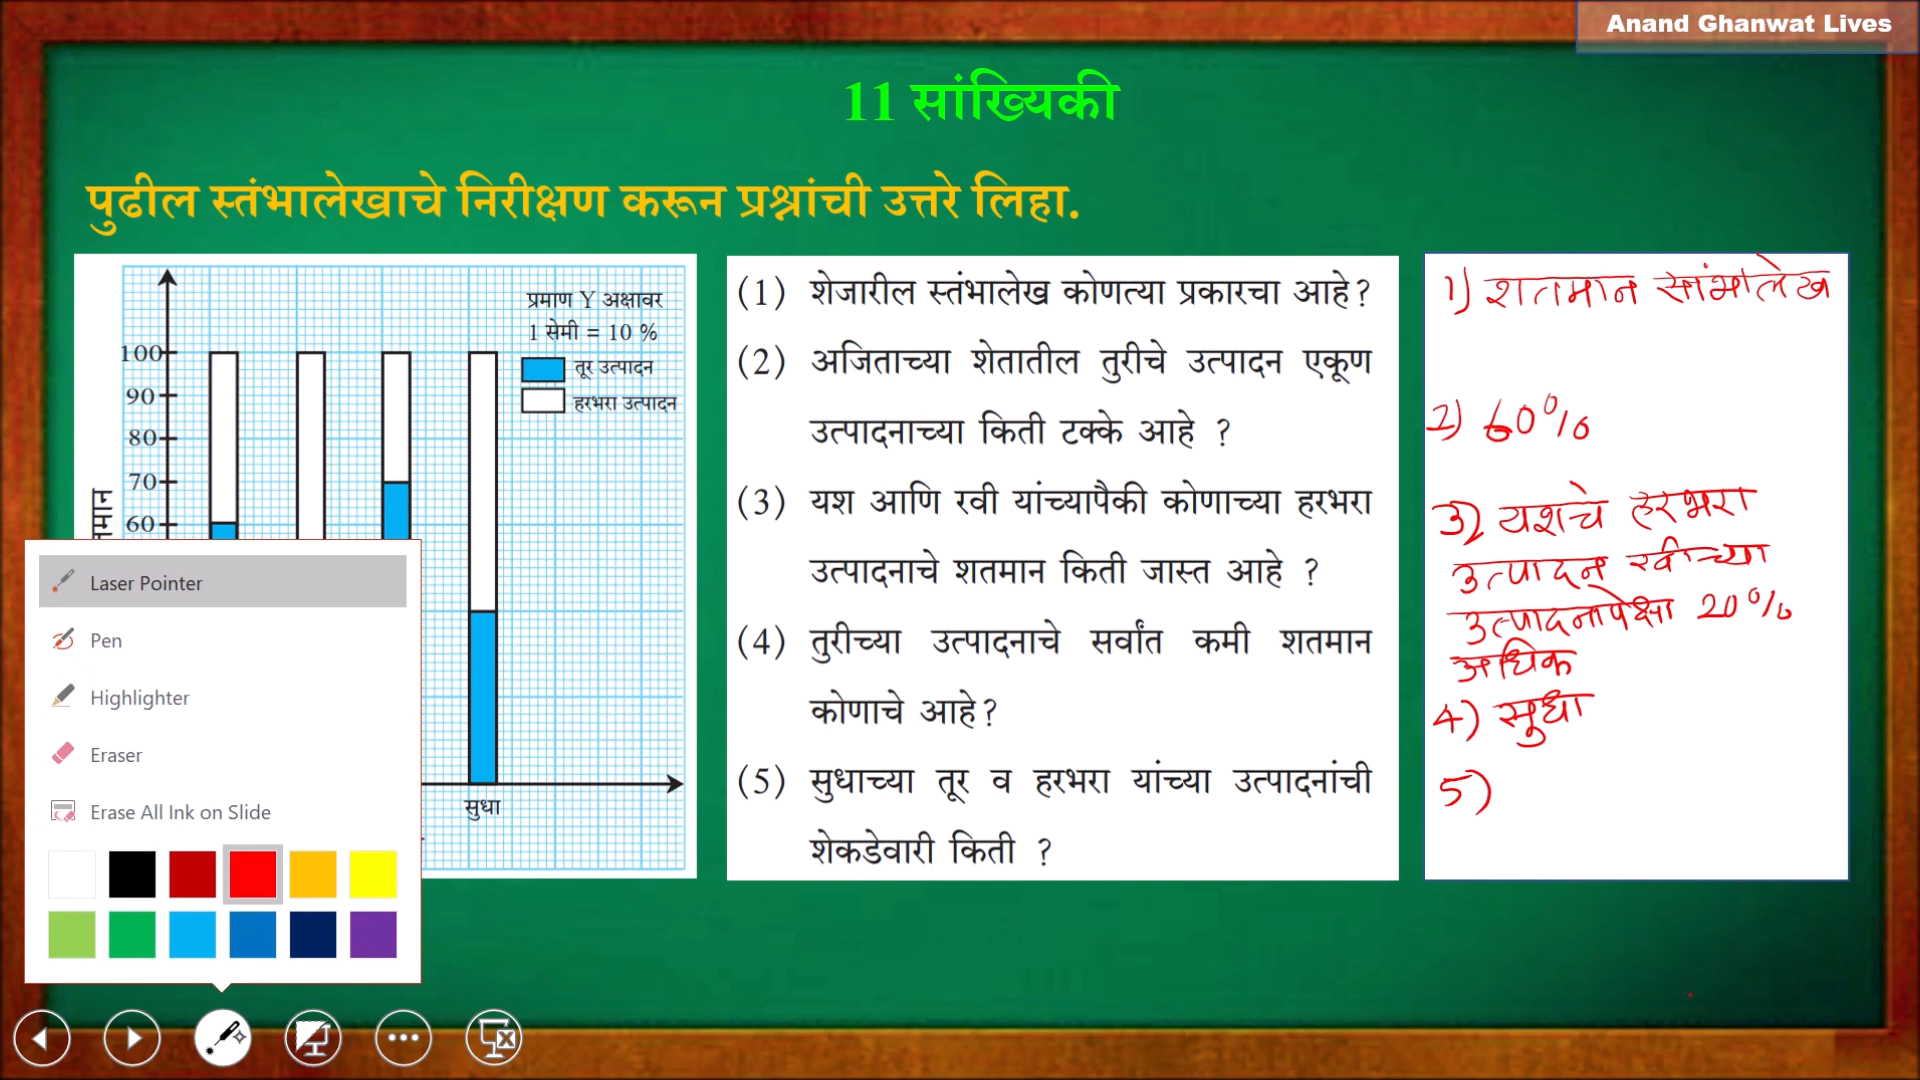 Anand Ghanwat Lives
11 सांख्यिकी
पुढील स्तंभालेखाचे निरीक्षण करून प्रश्नांची उत्तरे लिहा.
प्रमाण Y अक्षावर
1 सेमी = 10 %
तूर उत्पादन
हरभरा उत्पादन
100
90
80
70
60
मान
सुधा
(1) शेजारील स्तंभालेख कोणत्या प्रकारचा आहे?
(2) अजिताच्या शेतातील तुरीचे उत्पादन एकूण
उत्पादनाच्या किती टक्के आहे ?
(3) यश आणि रवी यांच्यापैकी कोणाच्या हरभरा
उत्पादनाचे शतमान किती जास्त आहे ?
(4) तुरीच्या उत्पादनाचे सर्वांत कमी शतमान
कोणाचे आहे?
(5) सुधाच्या तूर व हरभरा यांच्या उत्पादनांची
शेकडेवारी किती ?
1) शतमान स्तंभालेख
2) 60%
3) यशचे हरभरा
उत्पादन रवीच्या
उत्पादनापेक्षा 20%
अधिक
4) सुधा
5)
Laser Pointer
Pen
Highlighter
Eraser
Erase All Ink on Slide